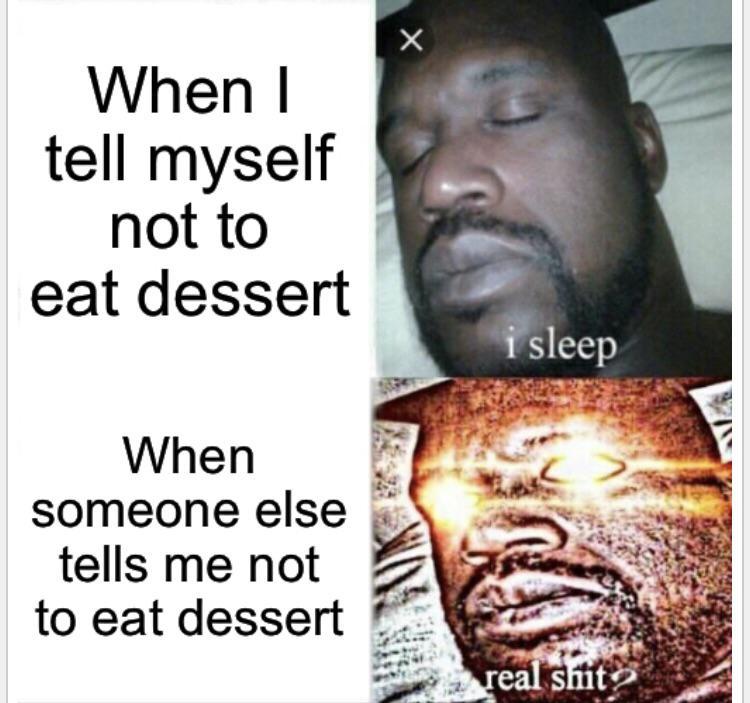 When I
tell myself
not to
eat dessert
i sleep
When
someone else
tells me not
to eat dessert
real shit?